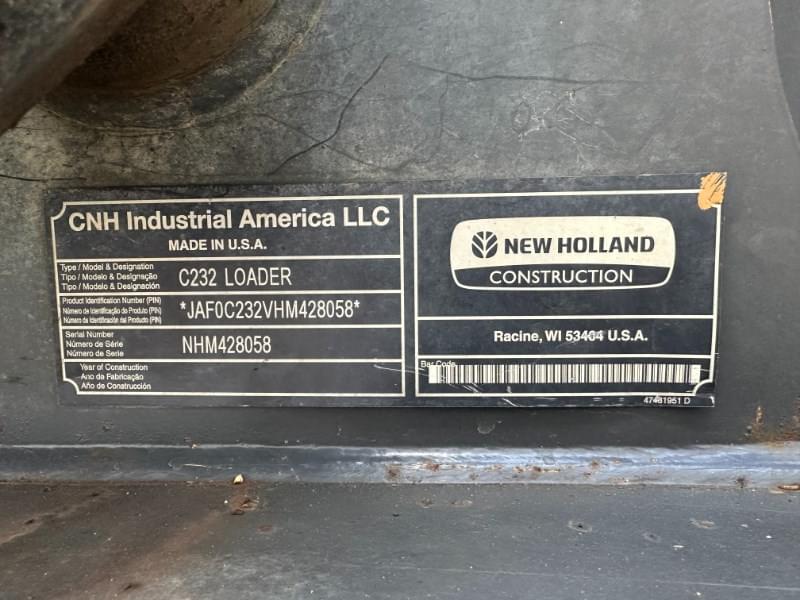 CNH Industrial America LLC
MADE IN U.S.A.
Type / Model & Designation
Tipo / Modelo & Designação
Tipo / Modelo & Designación
C232 LOADER
Product Identification Number (PIN)
Número de Identificação do Produto (PIN)
Número de Identificación del Producto (PIN)
*JAF0C232VHM428058*
Serial Number
Número de Série
Número de Serie
NHM428058
Year of Construction
Ano de Fabricação
Año de Construcción
NEW HOLLAND
CONSTRUCTION
Racine, WI 53404 U.S.A.
Bar Code
47481951 D